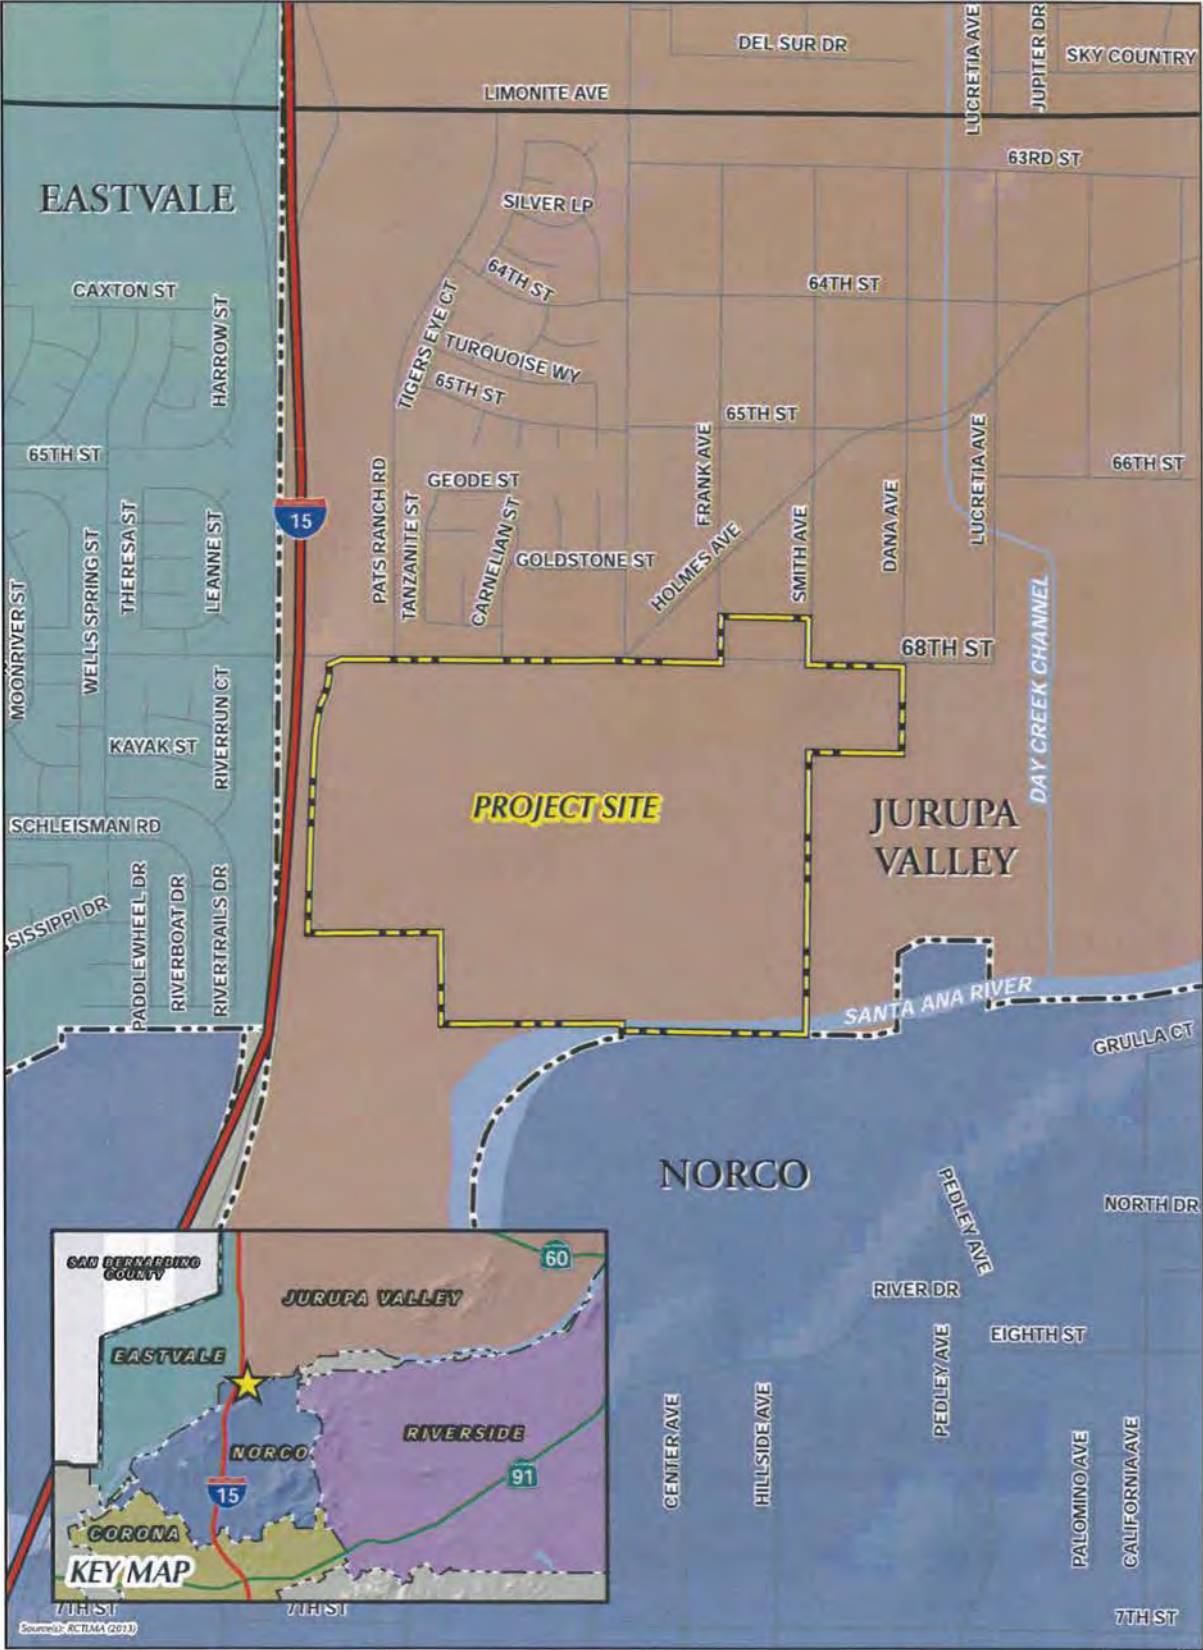 DEL SUR DR
LUCRETIA AVE
JUPITER DR
SKY COUNTRY
LIMONITE AVE
63RD ST
EASTVALE
SILVER LP
CAXTON ST
HARROW ST
64TH ST
64TH ST
TIGERS EYE CT
TURQUOISE WY
65TH ST
65TH ST
65TH ST
FRANK AVE
LUCRETIA AVE
66TH ST
PATS RANCH RD
GEODE ST
TANZANITE ST
CARNELIAN ST
GOLDSTONE ST
HOLMES AVE
SMITH AVE
DANA AVE
15
MOONRIVER ST
WELLS SPRING ST
THERESA ST
LEANNE ST
68TH ST
DAY CREEK CHANNEL
RIVERRUN CT
KAYAK ST
PROJECT SITE
JURUPA
VALLEY
SCHLEISMAN RD
SSISSIPPI DR
PADDLEWHEEL DR
RIVERBOAT DR
RIVERTRAILS DR
SANTA ANA RIVER
GRULLA CT
NORCO
PEDLEY AVE
NORTH DR
RIVER DR
EIGHTH ST
PEDLEY AVE
CENTER AVE
HILLSIDE AVE
PALOMINO AVE
CALIFORNIA AVE
7TH ST
SAN BERNARDINO
COUNTY
60
JURUPA VALLEY
EASTVALE
RIVERSIDE
NORCO
91
15
CORONA
KEY MAP
7TH ST
7TH ST
Source(s): RCTLMA (2013)